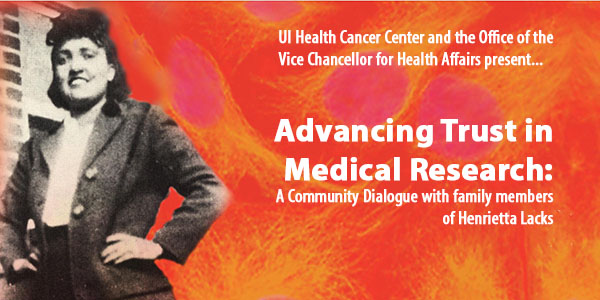 UI Health Cancer Center and the Office of the
Vice Chancellor for Health Affairs present...
Advancing Trust in
Medical Research:
A Community Dialogue with family members
of Henrietta Lacks